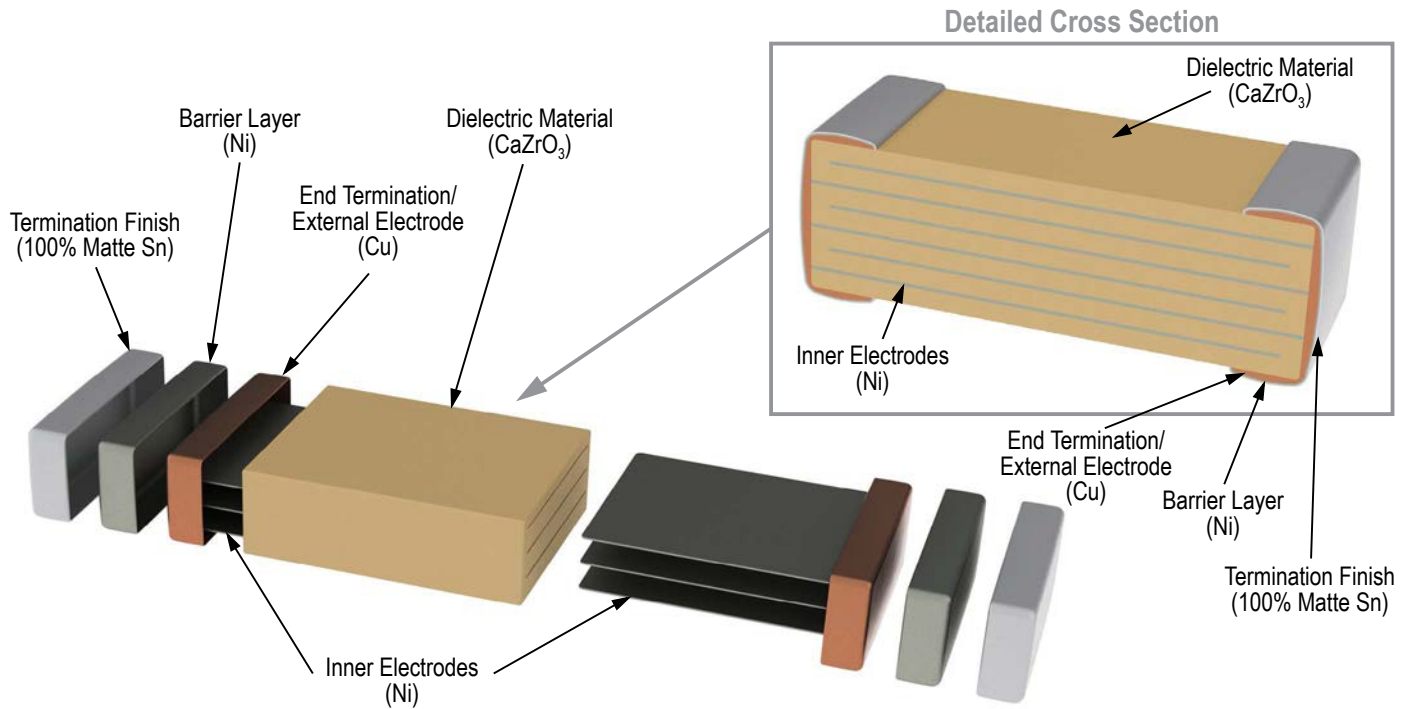 Detailed Cross Section
Dielectric Material
(CaZrO₃)
Inner Electrodes
(Ni)
End Termination/
External Electrode
(Cu)
Barrier Layer
(Ni)
Termination Finish
(100% Matte Sn)
Termination Finish
(100% Matte Sn)
Barrier Layer
(Ni)
End Termination/
External Electrode
(Cu)
Dielectric Material
(CaZrO₃)
Inner Electrodes
(Ni)